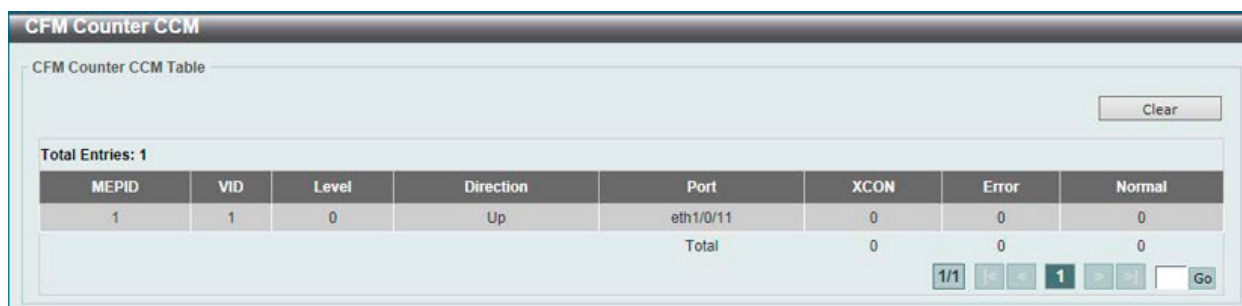 CFM Counter CCM
CFM Counter CCM Table
Clear
Total Entries: 1
MEPID VID Level Direction Port XCON Error Normal
1 1 0 Up eth1/0/11 0 0 0
Total 0 0 0
1/1 |< < 1 > >| Go